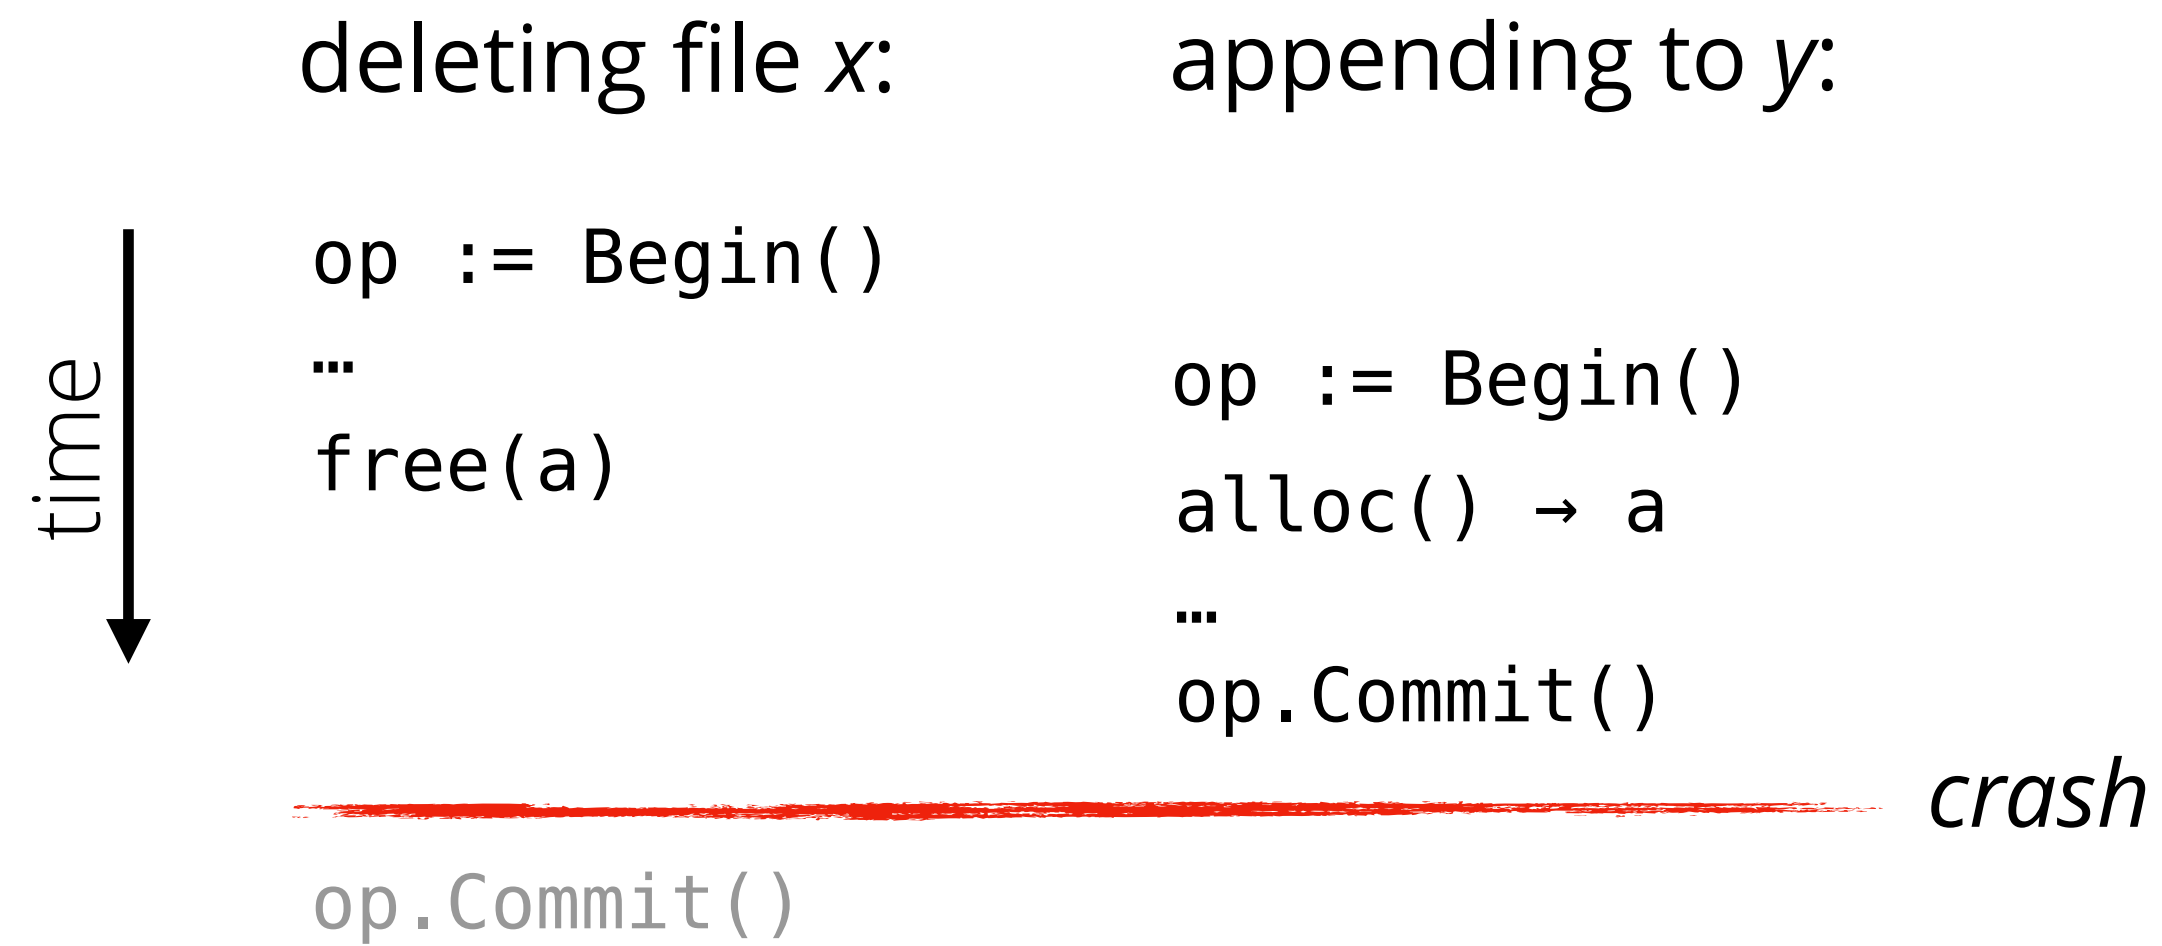 deleting file x:
appending to y:
time
op := Begin()
…
free(a)
op := Begin()
alloc() → a
…
op.Commit()
crash
op.Commit()